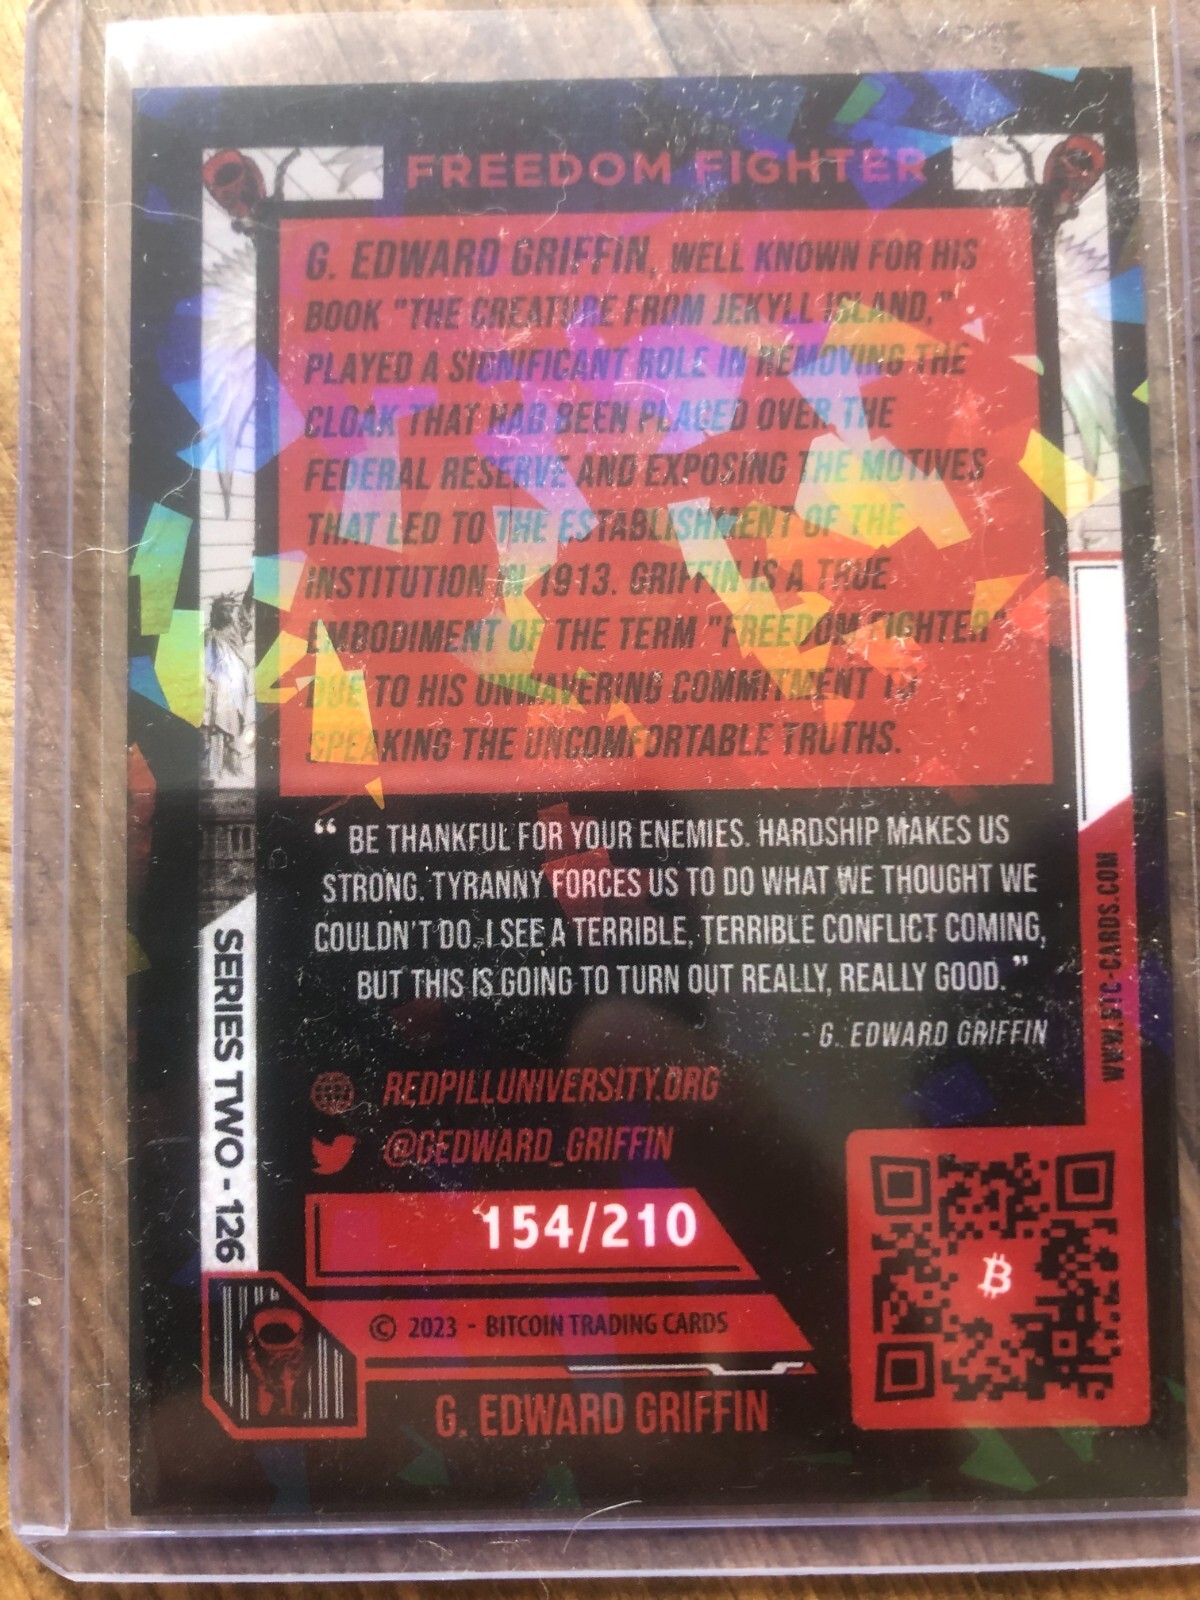 FREEDOM FIGHTER
G. EDWARD GRIFFIN, WELL KNOWN FOR HIS
BOOK "THE CREATURE FROM JEKYLL ISLAND,"
PLAYED A SIGNIFICANT ROLE IN REMOVING THE
CLOAK THAT HAD BEEN PLACED OVER THE
FEDERAL RESERVE AND EXPOSING THE MOTIVES
THAT LED TO THE ESTABLISHMENT OF THE
INSTITUTION IN 1913. GRIFFIN IS A TRUE
EMBODIMENT OF THE TERM "FREEDOM FIGHTER"
DUE TO HIS UNWAVERING COMMITMENT TO
SPEAKING THE UNCOMFORTABLE TRUTHS.
“ BE THANKFUL FOR YOUR ENEMIES. HARDSHIP MAKES US
STRONG. TYRANNY FORCES US TO DO WHAT WE THOUGHT WE
COULDN'T DO. I SEE A TERRIBLE, TERRIBLE CONFLICT COMING,
BUT THIS IS GOING TO TURN OUT REALLY, REALLY GOOD. ”
- G. EDWARD GRIFFIN
REDPILLUNIVERSITY.ORG
@GEDWARD_GRIFFIN
154/210
© 2023 - BITCOIN TRADING CARDS
G. EDWARD GRIFFIN
SERIES TWO - 126
WWW.BTC-CARDS.COM